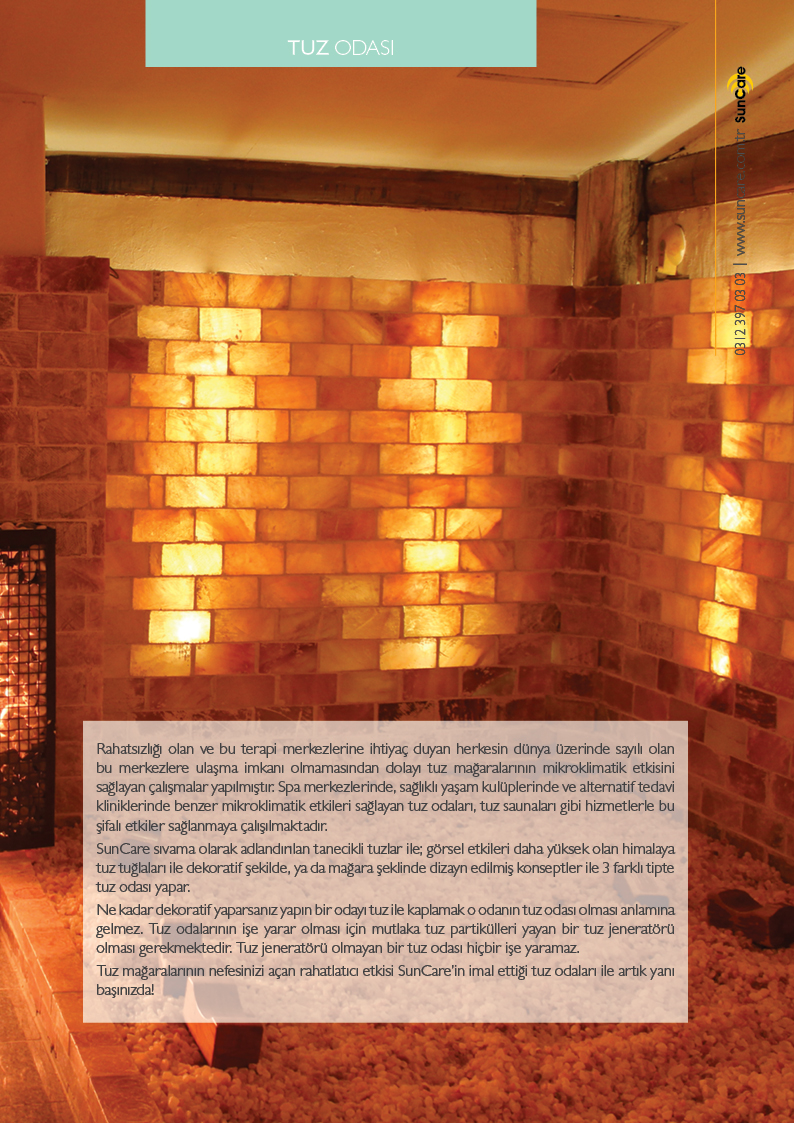 TUZ ODASI
0312 397 03 03 | www.suncare.com.tr SunCare
Rahatsızlığı olan ve bu terapi merkezlerine ihtiyaç duyan herkesin dünya üzerinde sayılı olan
bu merkezlere ulaşma imkanı olmamasından dolayı tuz mağaralarının mikroklimatik etkisini
sağlayan çalışmalar yapılmıştır. Spa merkezlerinde, sağlıklı yaşam kulüplerinde ve alternatif tedavi
kliniklerinde benzer mikroklimatik etkileri sağlayan tuz odaları, tuz saunaları gibi hizmetlerle bu
şifalı etkiler sağlanmaya çalışılmaktadır.
SunCare sıvama olarak adlandırılan tanecikli tuzlar ile; görsel etkileri daha yüksek olan himalaya
tuz tuğlaları ile dekoratif şekilde, ya da mağara şeklinde dizayn edilmiş konseptler ile 3 farklı tipte
tuz odası yapar.
Ne kadar dekoratif yaparsanız yapın bir odayı tuz ile kaplamak o odanın tuz odası olması anlamına
gelmez. Tuz odalarının işe yarar olması için mutlaka tuz partikülleri yayan bir tuz jeneratörü
olması gerekmektedir. Tuz jeneratörü olmayan bir tuz odası hiçbir işe yaramaz.
Tuz mağaralarının nefesinizi açan rahatlatıcı etkisi SunCare'in imal ettiği tuz odaları ile artık yanı
başınızda!